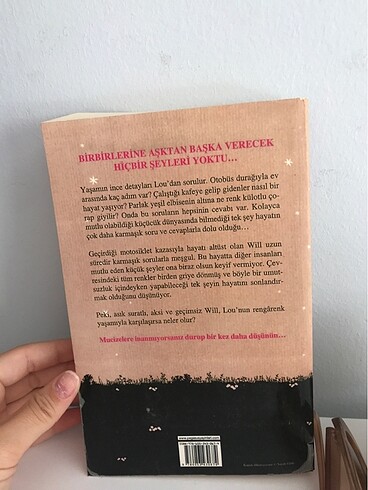 BİRBİRLERİNE AŞKTAN BAŞKA VERECEK
HİÇBİR ŞEYLERİ YOKTU...
Yaşamın ince detayları Lou'dan sorulur. Otobüs durağıyla ev
arasında kaç adım var? Çalıştığı kafeye gelip gidenler nasıl bir
hayat yaşıyor? Parlak yeşil elbisenin altına ne renk külotlu ço-
rap giyilir? Onda bu soruların hepsinin cevabı var. Kolayca
mutlu olabildiği küçücük dünyasında bilmediği tek şey hayatın
çok daha karmaşık soru ve cevaplarla dolu olduğu...
Geçirdiği motosiklet kazasıyla hayatı altüst olan Will uzun
süredir karmaşık sorularla meşgul. Bu hayatta diğer insanları
mutlu eden küçük şeyler ona biraz olsun keyif vermiyor. Çev-
resindeki tüm renkler birden griye dönmüş ve böyle bir umut-
suzluk içindeyken yapabileceği tek şeyin hayatını sonlandır-
mak olduğunu düşünüyor.
Peki, asık suratlı, aksi ve geçimsiz Will, Lou'nun rengârenk
yaşamıyla karşılaşırsa neler olur?
Mucizelere inanmıyorsanız durup bir kez daha düşünün...